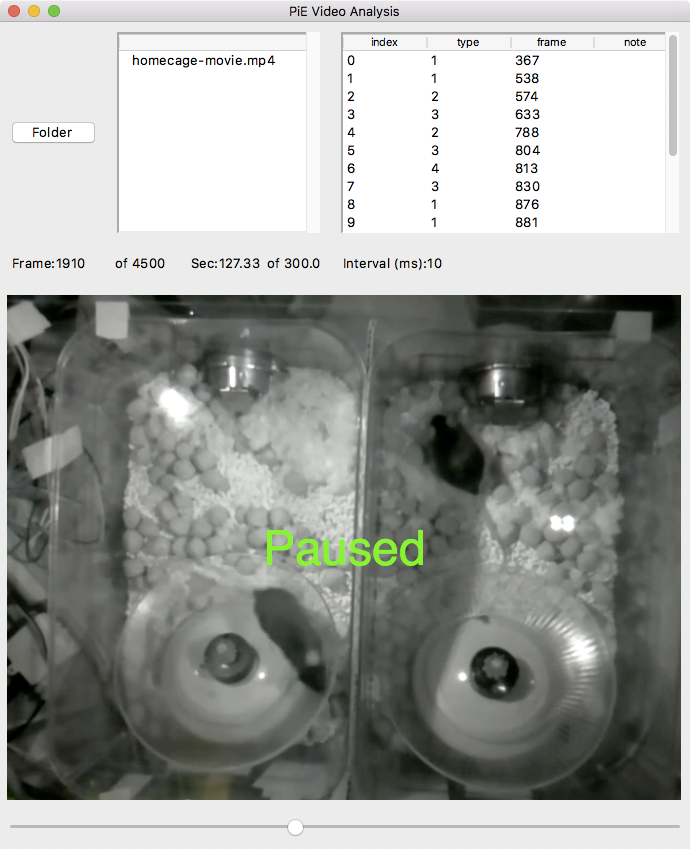 PiE Video Analysis
Folder
homecage-movie.mp4
index type frame note
0 1 367
1 1 538
2 2 574
3 3 633
4 2 788
5 3 804
6 4 813
7 3 830
8 1 876
9 1 881
Frame:1910 of 4500 Sec:127.33 of 300.0 Interval (ms):10
Paused